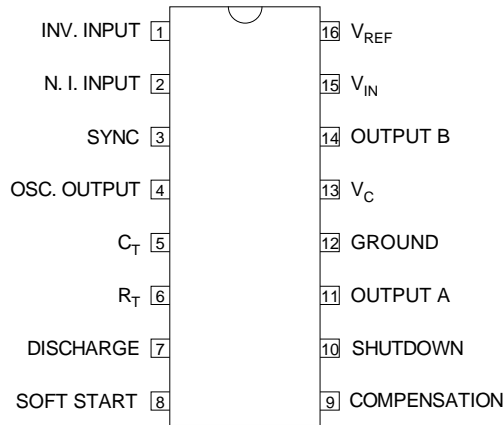 INV. INPUT 1 16 VREF
N. I. INPUT 2 15 VIN
SYNC 3 14 OUTPUT B
OSC. OUTPUT 4 13 VC
CT 5 12 GROUND
RT 6 11 OUTPUT A
DISCHARGE 7 10 SHUTDOWN
SOFT START 8 9 COMPENSATION